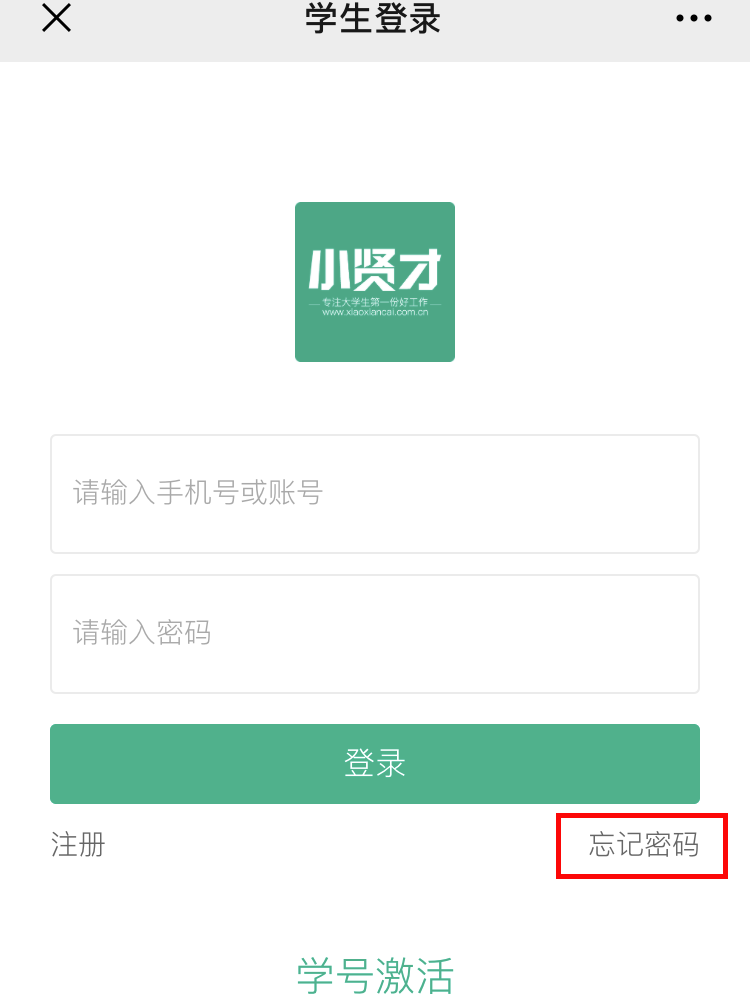 学生登录
小贤才
专注大学生第一份好工作
www.xiaoxiancai.com.cn
请输入手机号或账号
请输入密码
登录
注册 忘记密码
学号激活